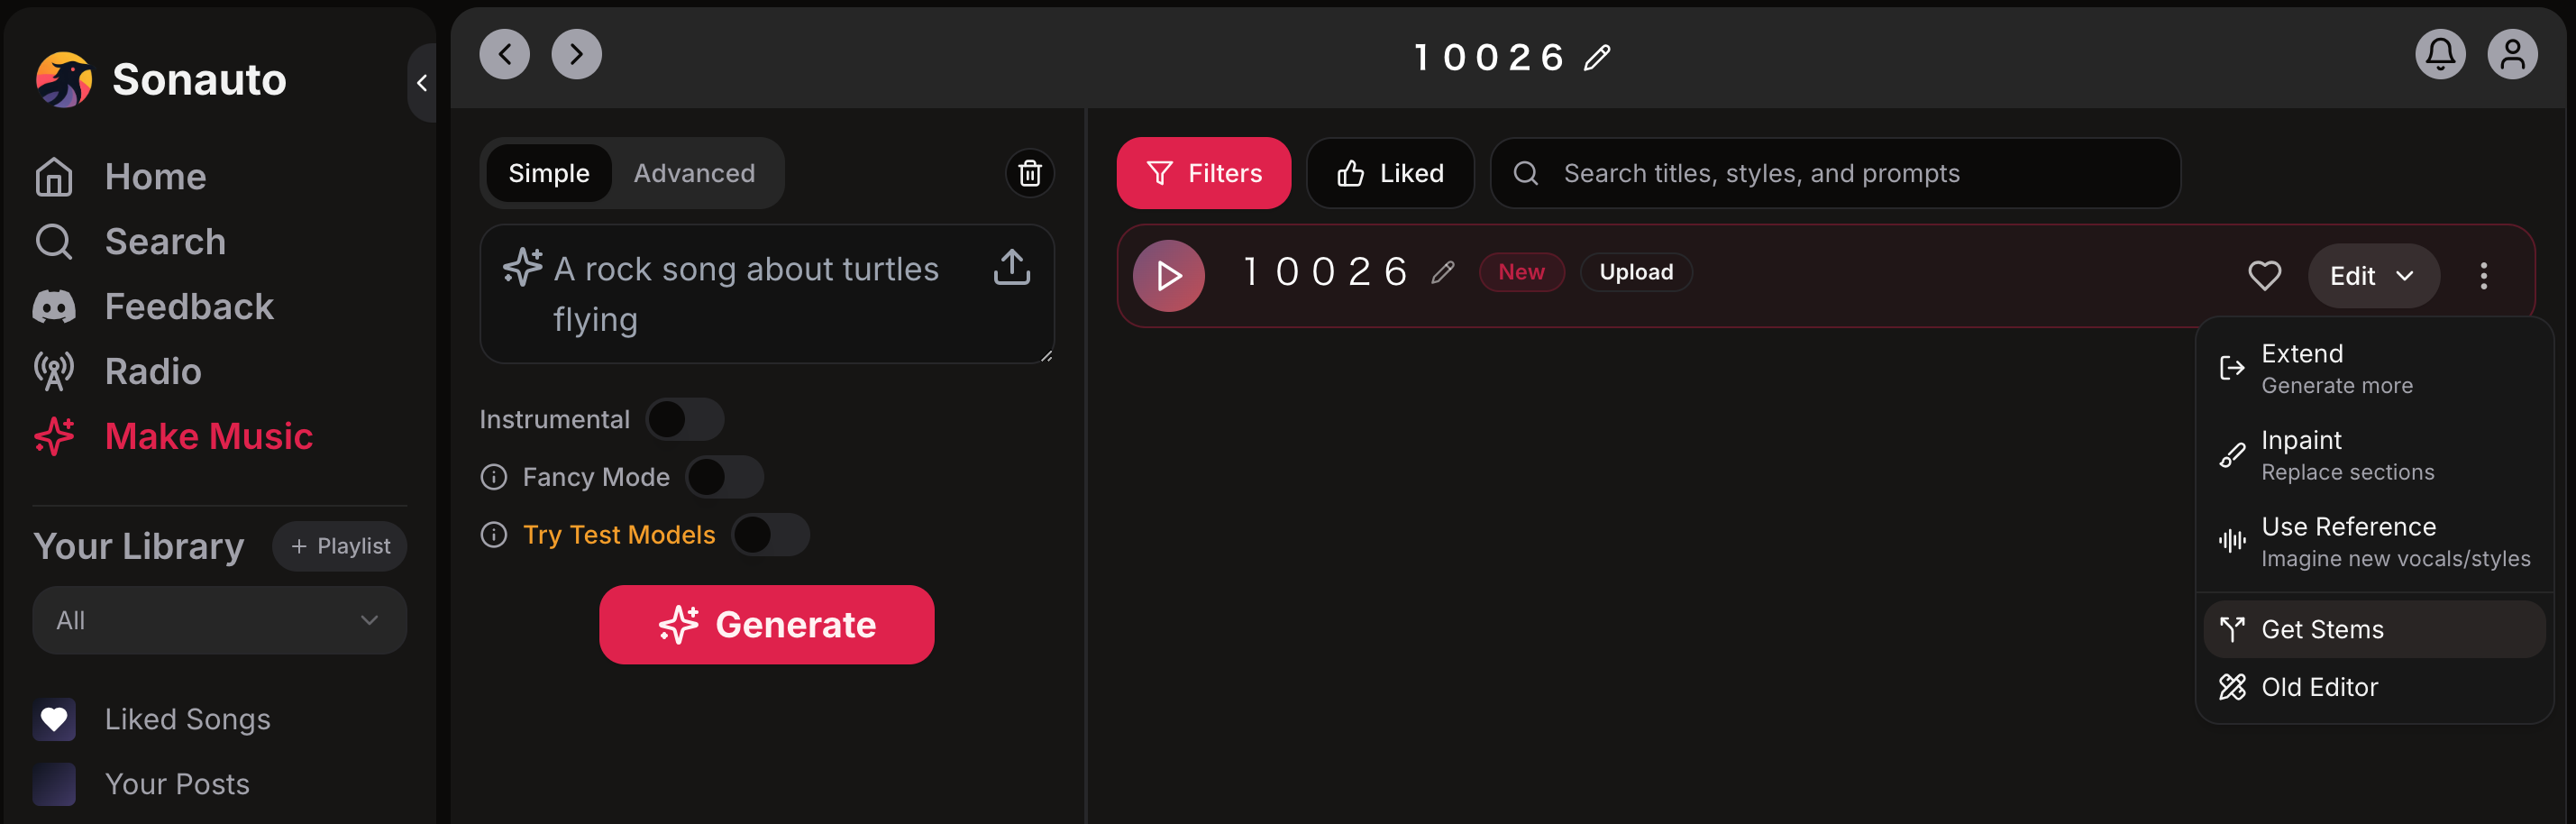 Sonauto
Home
Search
Feedback
Radio
Make Music
Your Library
+ Playlist
All
Liked Songs
Your Posts
１００２６
Simple
Advanced
A rock song about turtles
flying
Instrumental
Fancy Mode
Try Test Models
Generate
Filters
Liked
Search titles, styles, and prompts
１００２６
New
Upload
Edit
Extend
Generate more
Inpaint
Replace sections
Use Reference
Imagine new vocals/styles
Get Stems
Old Editor